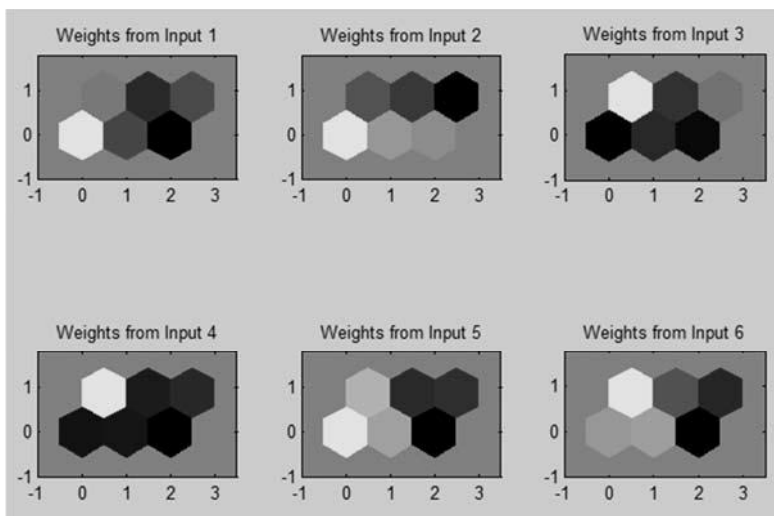 Weights from Input 1
Weights from Input 2
Weights from Input 3
1
0
-1
-1 0 1 2 3
1
0
-1
-1 0 1 2 3
1
0
-1
-1 0 1 2 3
Weights from Input 4
Weights from Input 5
Weights from Input 6
1
0
-1
-1 0 1 2 3
1
0
-1
-1 0 1 2 3
1
0
-1
-1 0 1 2 3